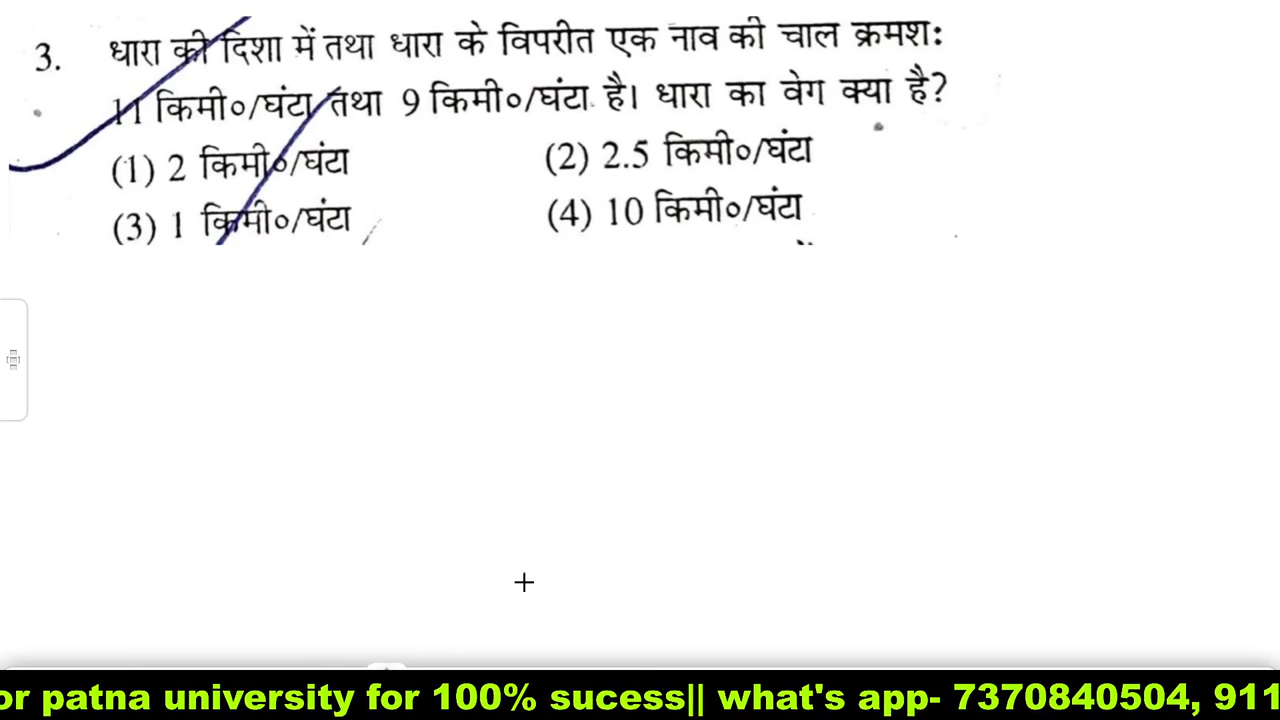 3. धारा की दिशा में तथा धारा के विपरीत एक नाव की चाल क्रमशः
11 किमी०/घंटा तथा 9 किमी०/घंटा है। धारा का वेग क्या है?
(1) 2 किमी०/घंटा (2) 2.5 किमी०/घंटा
(3) 1 किमी०/घंटा (4) 10 किमी०/घंटा
or patna university for 100% sucess|| what's app- 7370840504, 911